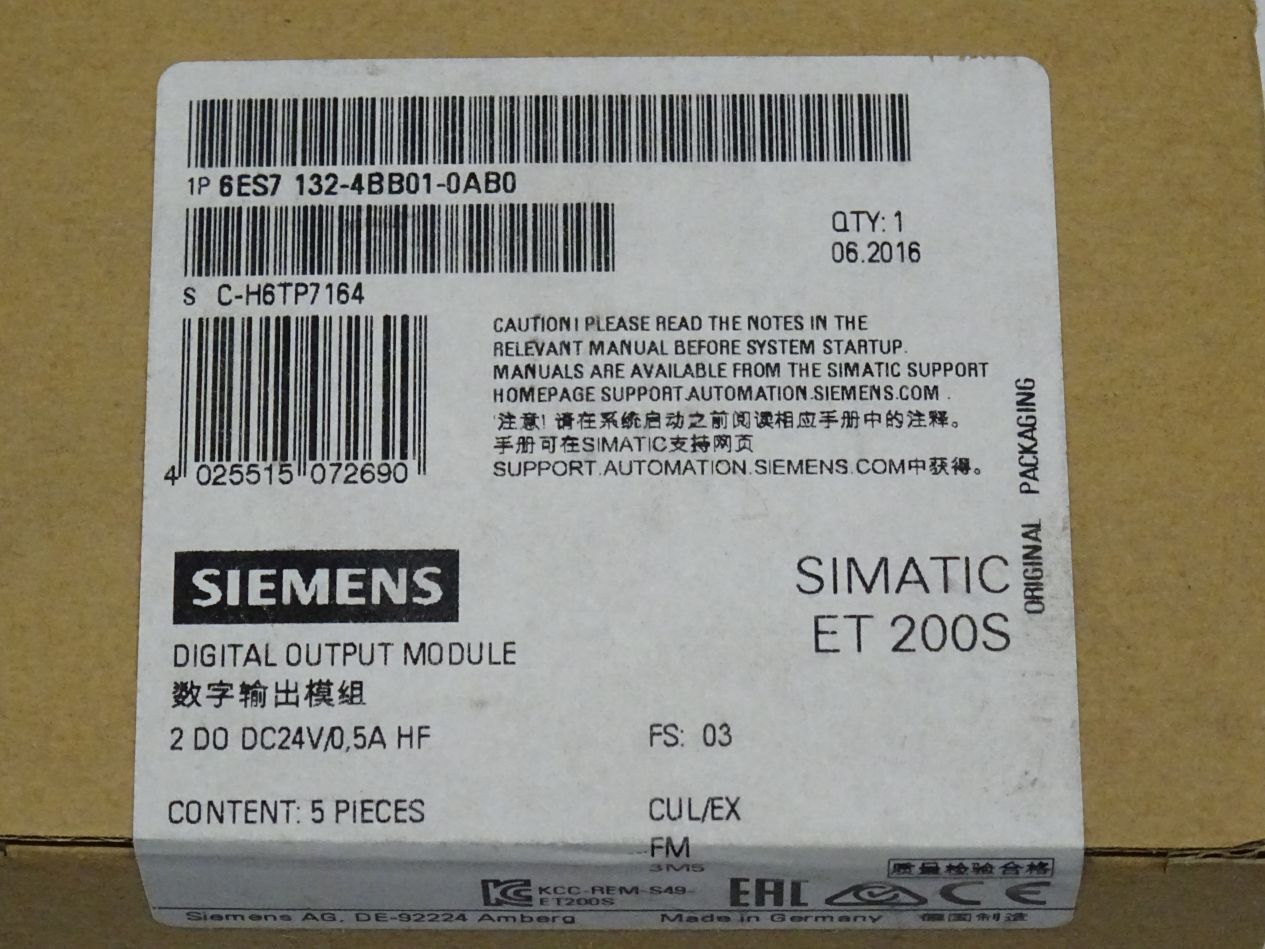 1P 6ES7 132-4BB01-0AB0
QTY: 1
06.2016
S C-H6TP7164
CAUTION! PLEASE READ THE NOTES IN THE
RELEVANT MANUAL BEFORE SYSTEM STARTUP.
MANUALS ARE AVAILABLE FROM THE SIMATIC SUPPORT
HOMEPAGE SUPPORT.AUTOMATION.SIEMENS.COM .
注意! 请在系统启动之前阅读相应手册中的注释。
手册可在SIMATIC支持网页
SUPPORT.AUTOMATION.SIEMENS.COM中获得。
4 025515 072690
ORIGINAL PACKAGING
SIEMENS
SIMATIC
ET 200S
DIGITAL OUTPUT MODULE
数字输出模组
2 DO DC24V/0,5A HF
FS: 03
CONTENT: 5 PIECES
CUL/EX
FM
3M5
质量检验合格
KCC-REM-S49-
ET200S
EAC
CE
Siemens AG, DE-92224 Amberg
Made in Germany
德国制造